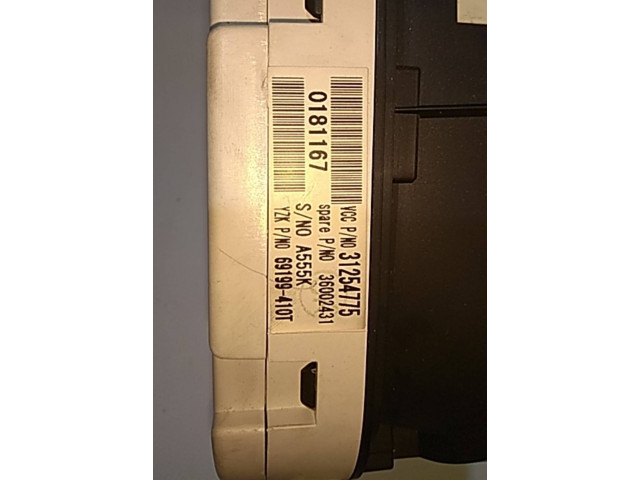 VCC P/NO 31254775
spare P/NO 36002431
0181167
S/NO A555K
YZK P/NO 69199-410T